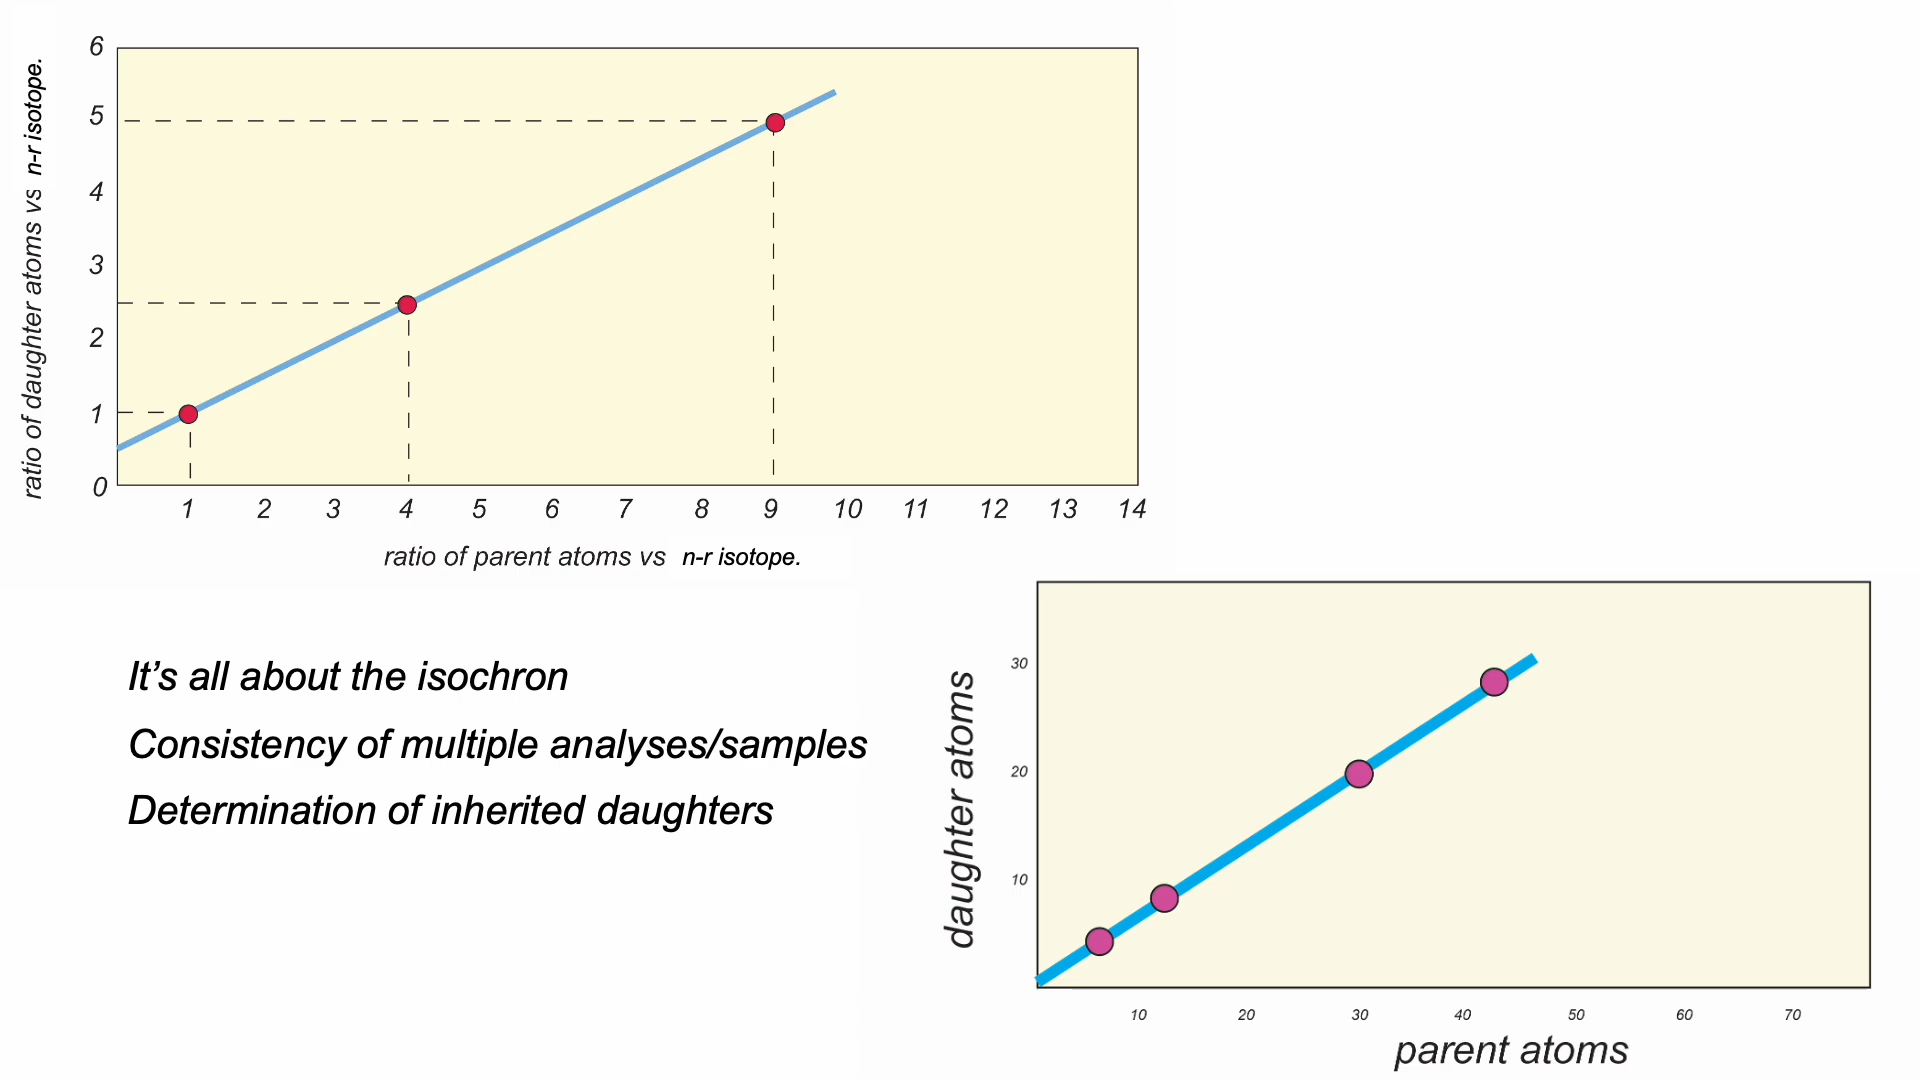 6
5
4
3
2
1
0
ratio of daughter atoms vs n-r isotope.
1 2 3 4 5 6 7 8 9 10 11 12 13 14
ratio of parent atoms vs n-r isotope.
It's all about the isochron
Consistency of multiple analyses/samples
Determination of inherited daughters
daughter atoms
30
20
10
10 20 30 40 50 60 70
parent atoms